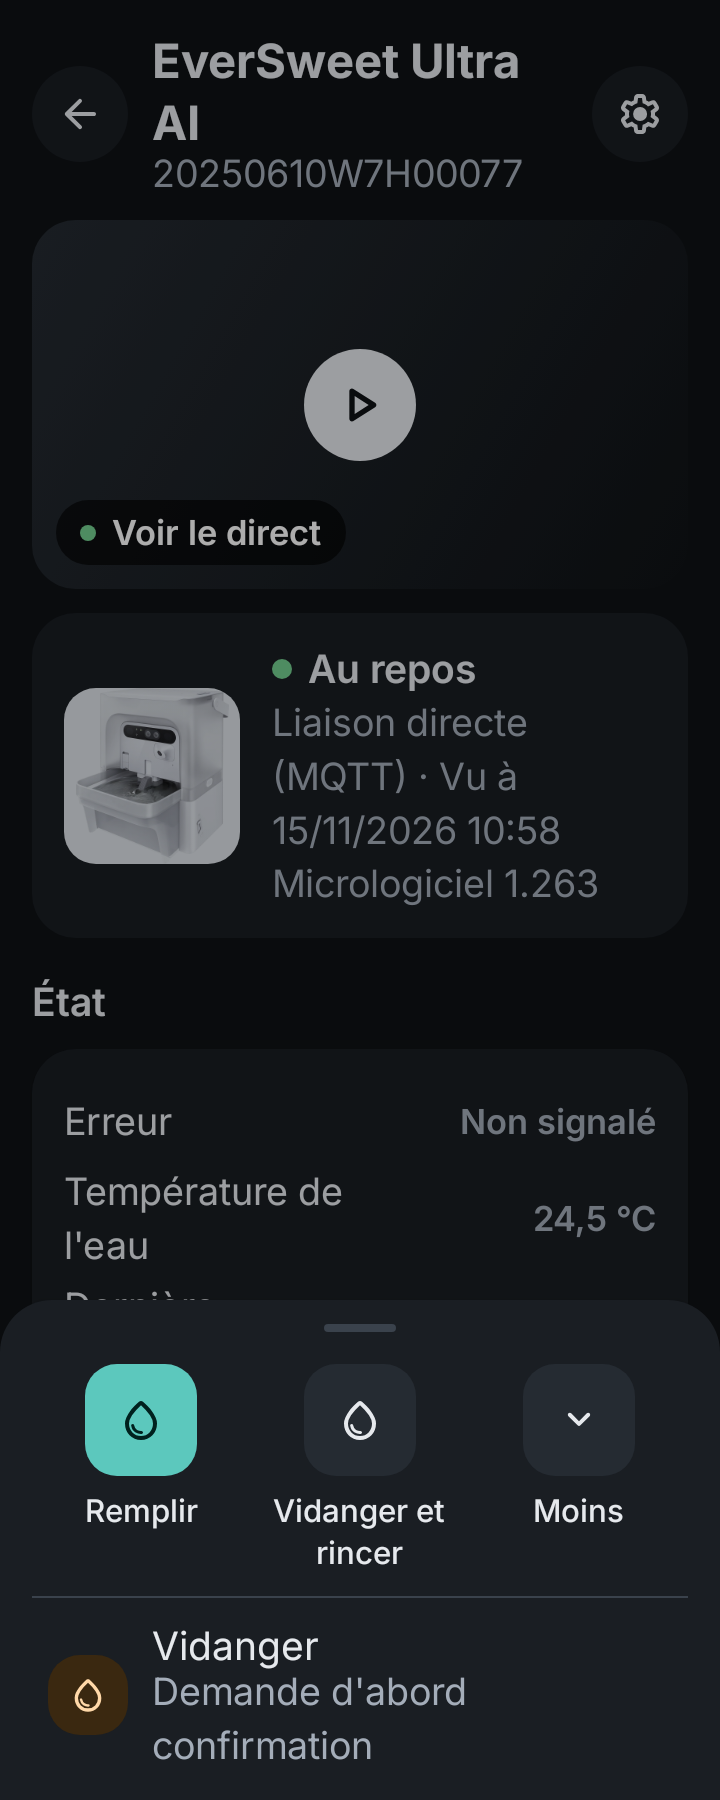 EverSweet Ultra
AI
20250610W7H00077
Voir le direct
Au repos
Liaison directe
(MQTT) · Vu à
15/11/2026 10:58
Micrologiciel 1.263
État
Erreur
Non signalé
Température de
l'eau
24,5 °C
Remplir
Vidanger et
rincer
Moins
Vidanger
Demande d'abord
confirmation